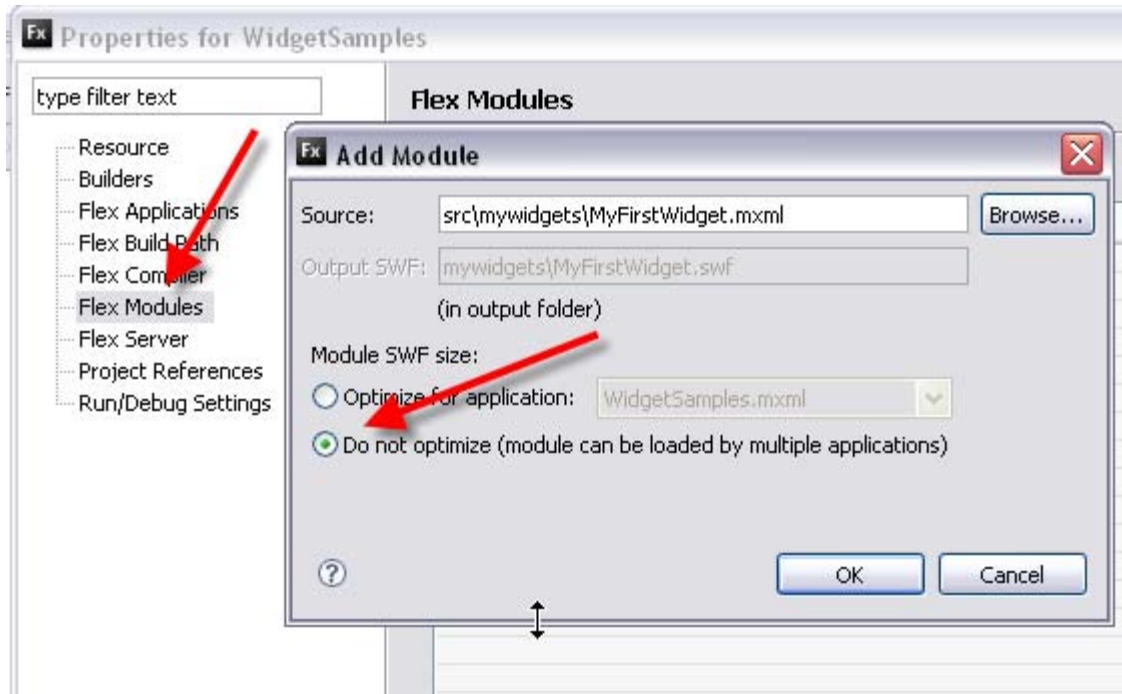 Fx Properties for WidgetSamples
type filter text
Resource
Builders
Flex Applications
Flex Build Path
Flex Compiler
Flex Modules
Flex Server
Project References
Run/Debug Settings
Flex Modules
Fx Add Module
Source: src\mywidgets\MyFirstWidget.mxml Browse...
Output SWF: mywidgets\MyFirstWidget.swf
(in output folder)
Module SWF size:
Optimize for application: WidgetSamples.mxml
Do not optimize (module can be loaded by multiple applications)
? OK Cancel